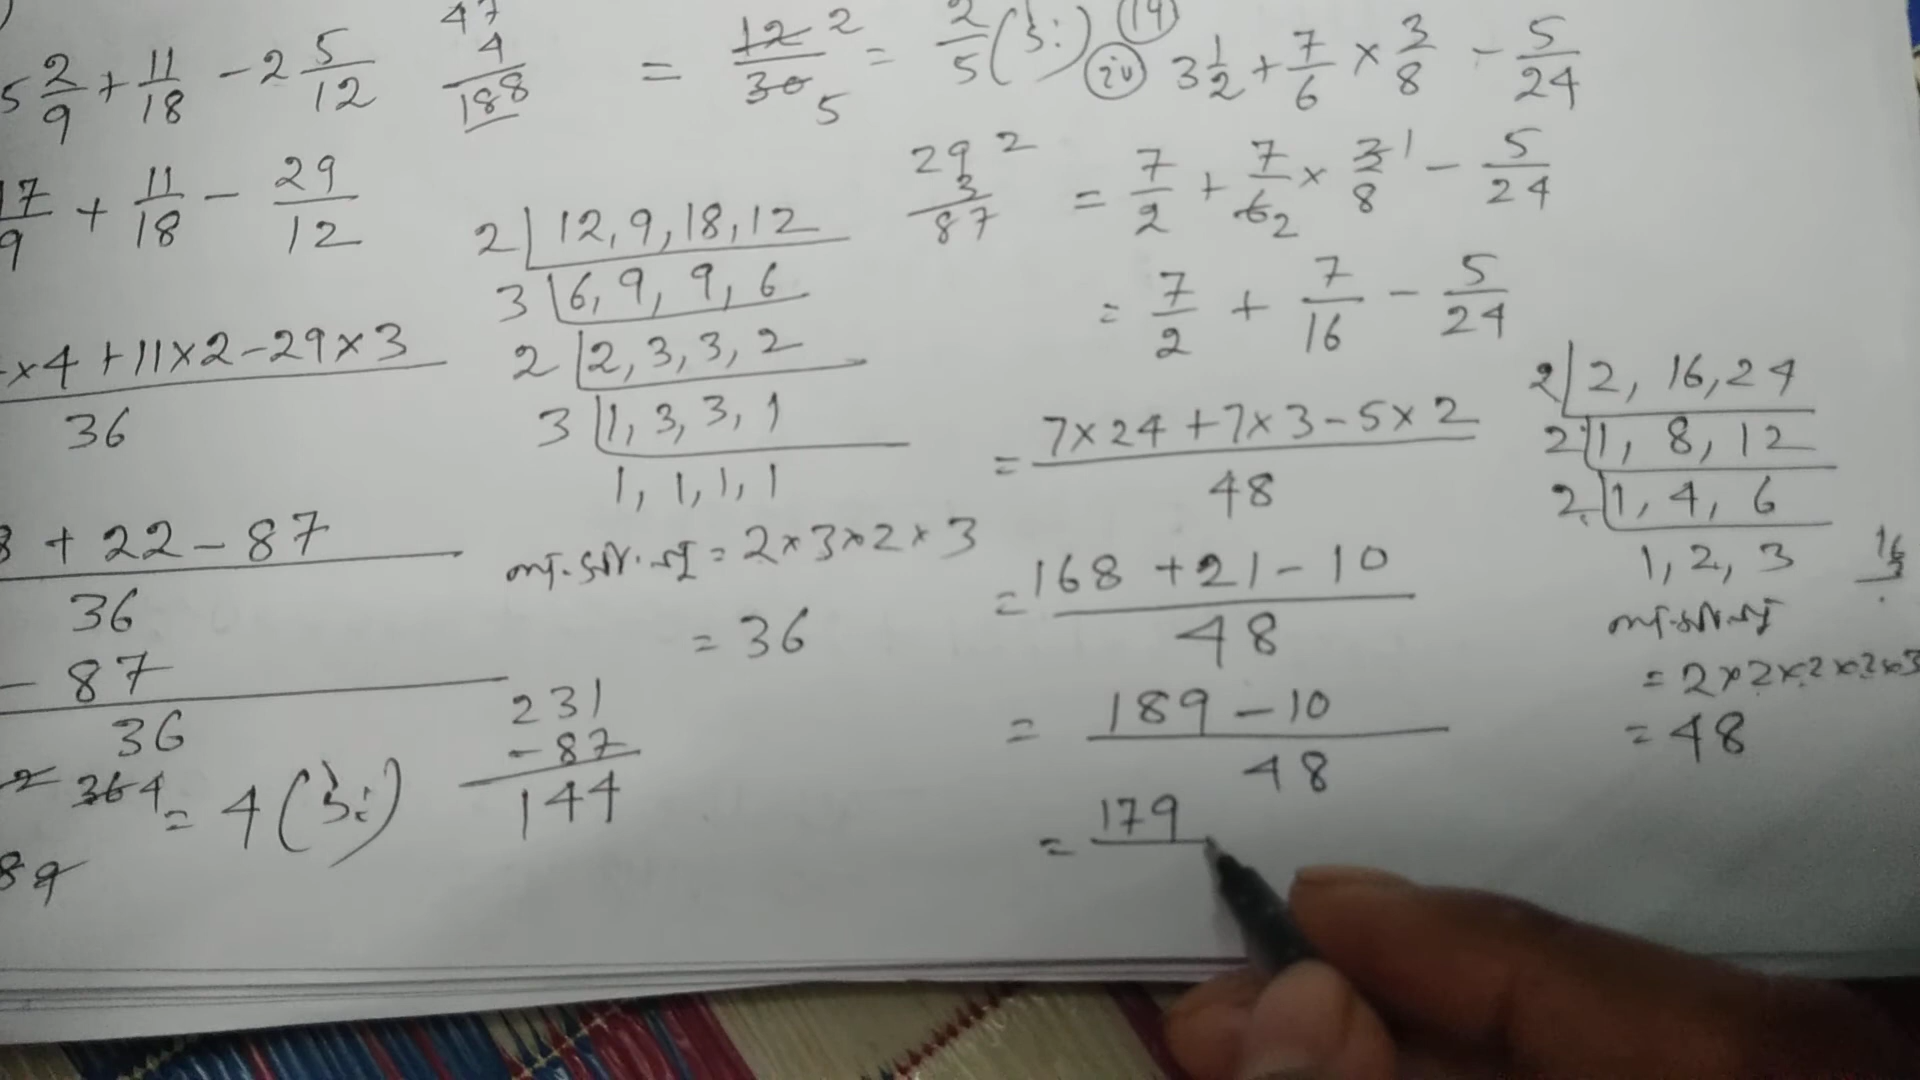 5 2/9 + 11/18 - 2 5/12
17/9 + 11/18 - 29/12
×4 + 11×2 - 29×3
36
8 + 22 - 87
36
- 87
36
= 4
47
4
188
= 12/30 2 5 = 2/5
2 | 12, 9, 18, 12
3 | 6, 9, 9, 6
2 | 2, 3, 3, 2
3 | 1, 3, 3, 1
1, 1, 1, 1
ল.সা.গু = 2×3×2×3
= 36
231
-87
144
29 2
3
87
(14)
(iv) 3 1/2 + 7/6 × 3/8 - 5/24
= 7/2 + 7/6 2 × 3/8 1 - 5/24
= 7/2 + 7/16 - 5/24
= 7×24 + 7×3 - 5×2
48
= 168 + 21 - 10
48
= 189 - 10
48
= 179
2 | 2, 16, 24
2 | 1, 8, 12
2 | 1, 4, 6
1, 2, 3
ল.সা.গু
= 2×2×2×2×3
= 48